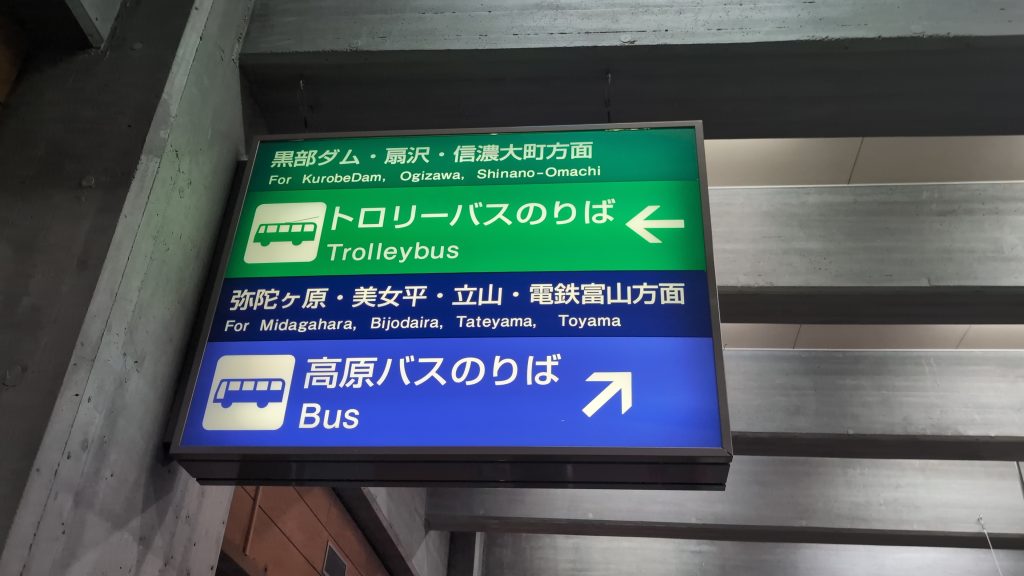 黒部ダム・扇沢・信濃大町方面
For KurobeDam, Ogizawa, Shinano-Omachi
トロリーバスのりば ←
Trolleybus
弥陀ヶ原・美女平・立山・電鉄富山方面
For Midagahara, Bijodaira, Tateyama, Toyama
高原バスのりば ↗
Bus